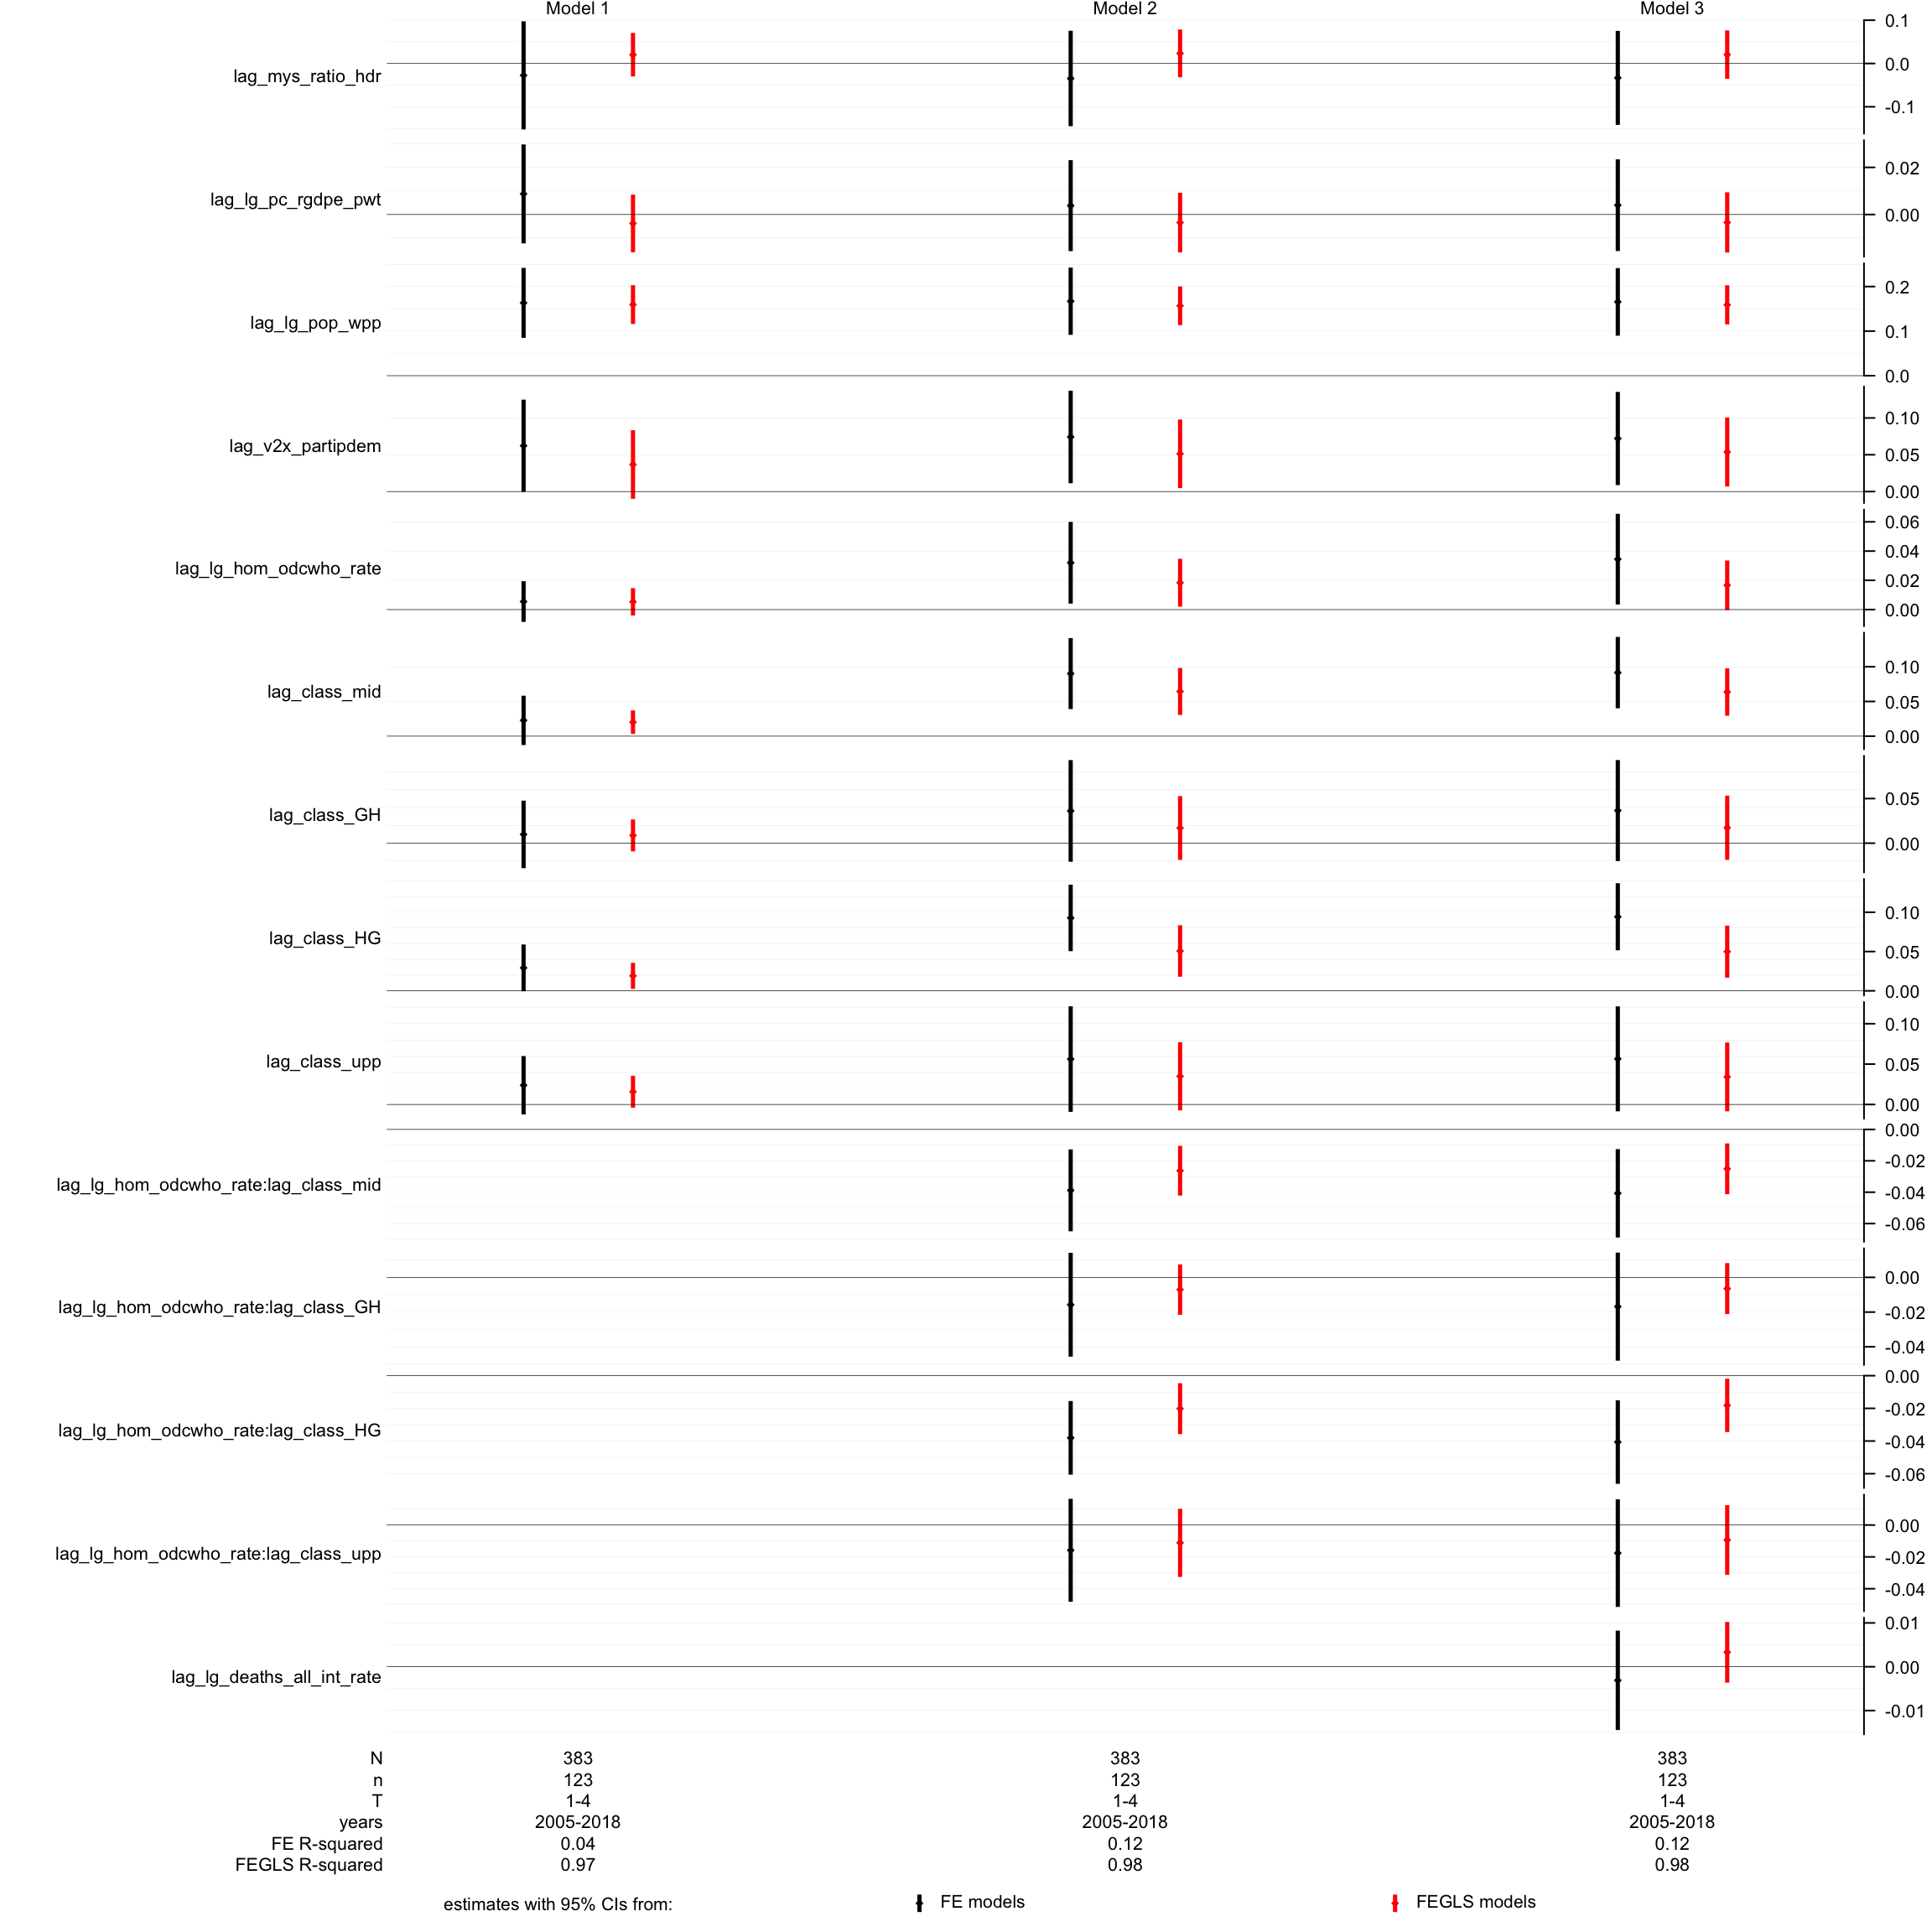 Model 1 Model 2 Model 3
lag_mys_ratio_hdr 0.1 0.0 -0.1
lag_lg_pc_rgdpe_pwt 0.02 0.00
lag_lg_pop_wpp 0.2 0.1 0.0
lag_v2x_partipdem 0.10 0.05 0.00
lag_lg_hom_odcwho_rate 0.06 0.04 0.02 0.00
lag_class_mid 0.10 0.05 0.00
lag_class_GH 0.05 0.00
lag_class_HG 0.10 0.05 0.00
lag_class_upp 0.10 0.05 0.00
lag_lg_hom_odcwho_rate:lag_class_mid 0.00 -0.02 -0.04 -0.06
lag_lg_hom_odcwho_rate:lag_class_GH 0.00 -0.02 -0.04
lag_lg_hom_odcwho_rate:lag_class_HG 0.00 -0.02 -0.04 -0.06
lag_lg_hom_odcwho_rate:lag_class_upp 0.00 -0.02 -0.04
lag_lg_deaths_all_int_rate 0.01 0.00 -0.01
N 383 383 383
n 123 123 123
T 1-4 1-4 1-4
years 2005-2018 2005-2018 2005-2018
FE R-squared 0.04 0.12 0.12
FEGLS R-squared 0.97 0.98 0.98
estimates with 95% CIs from: FE models FEGLS models